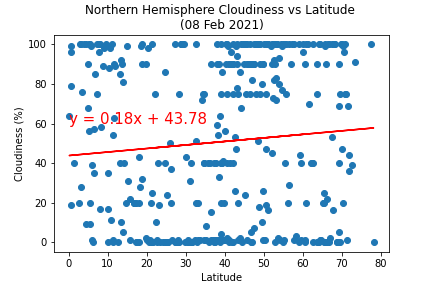 Northern Hemisphere Cloudiness vs Latitude
(08 Feb 2021)
100
80
60
40
20
0
Cloudiness (%)
y = 0.18x + 43.78
0 10 20 30 40 50 60 70 80
Latitude